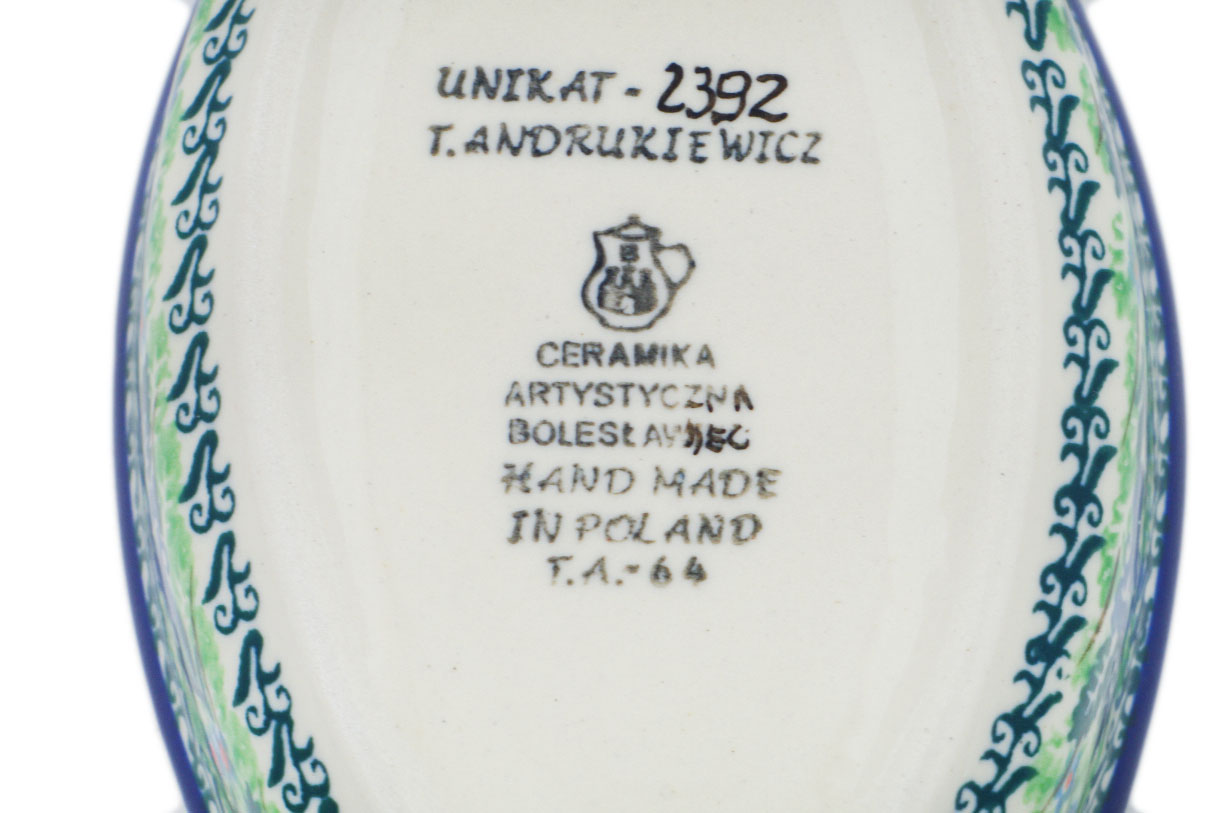 UNIKAT - 2392
T. ANDRUKIEWICZ
CERAMIKA
ARTYSTYCZNA
BOLESŁAWIEC
HAND MADE
IN POLAND
T.A.-64